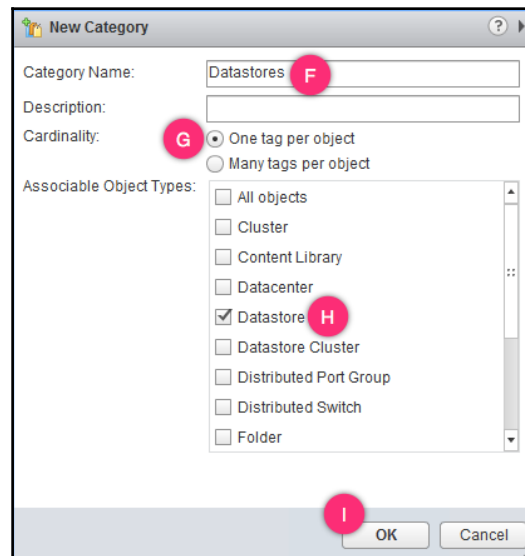 New Category ?
Category Name: Datastores F
Description:
Cardinality: G One tag per object
Many tags per object
Associable Object Types:
All objects
Cluster
Content Library
Datacenter
Datastore H
Datastore Cluster
Distributed Port Group
Distributed Switch
Folder
I
OK Cancel